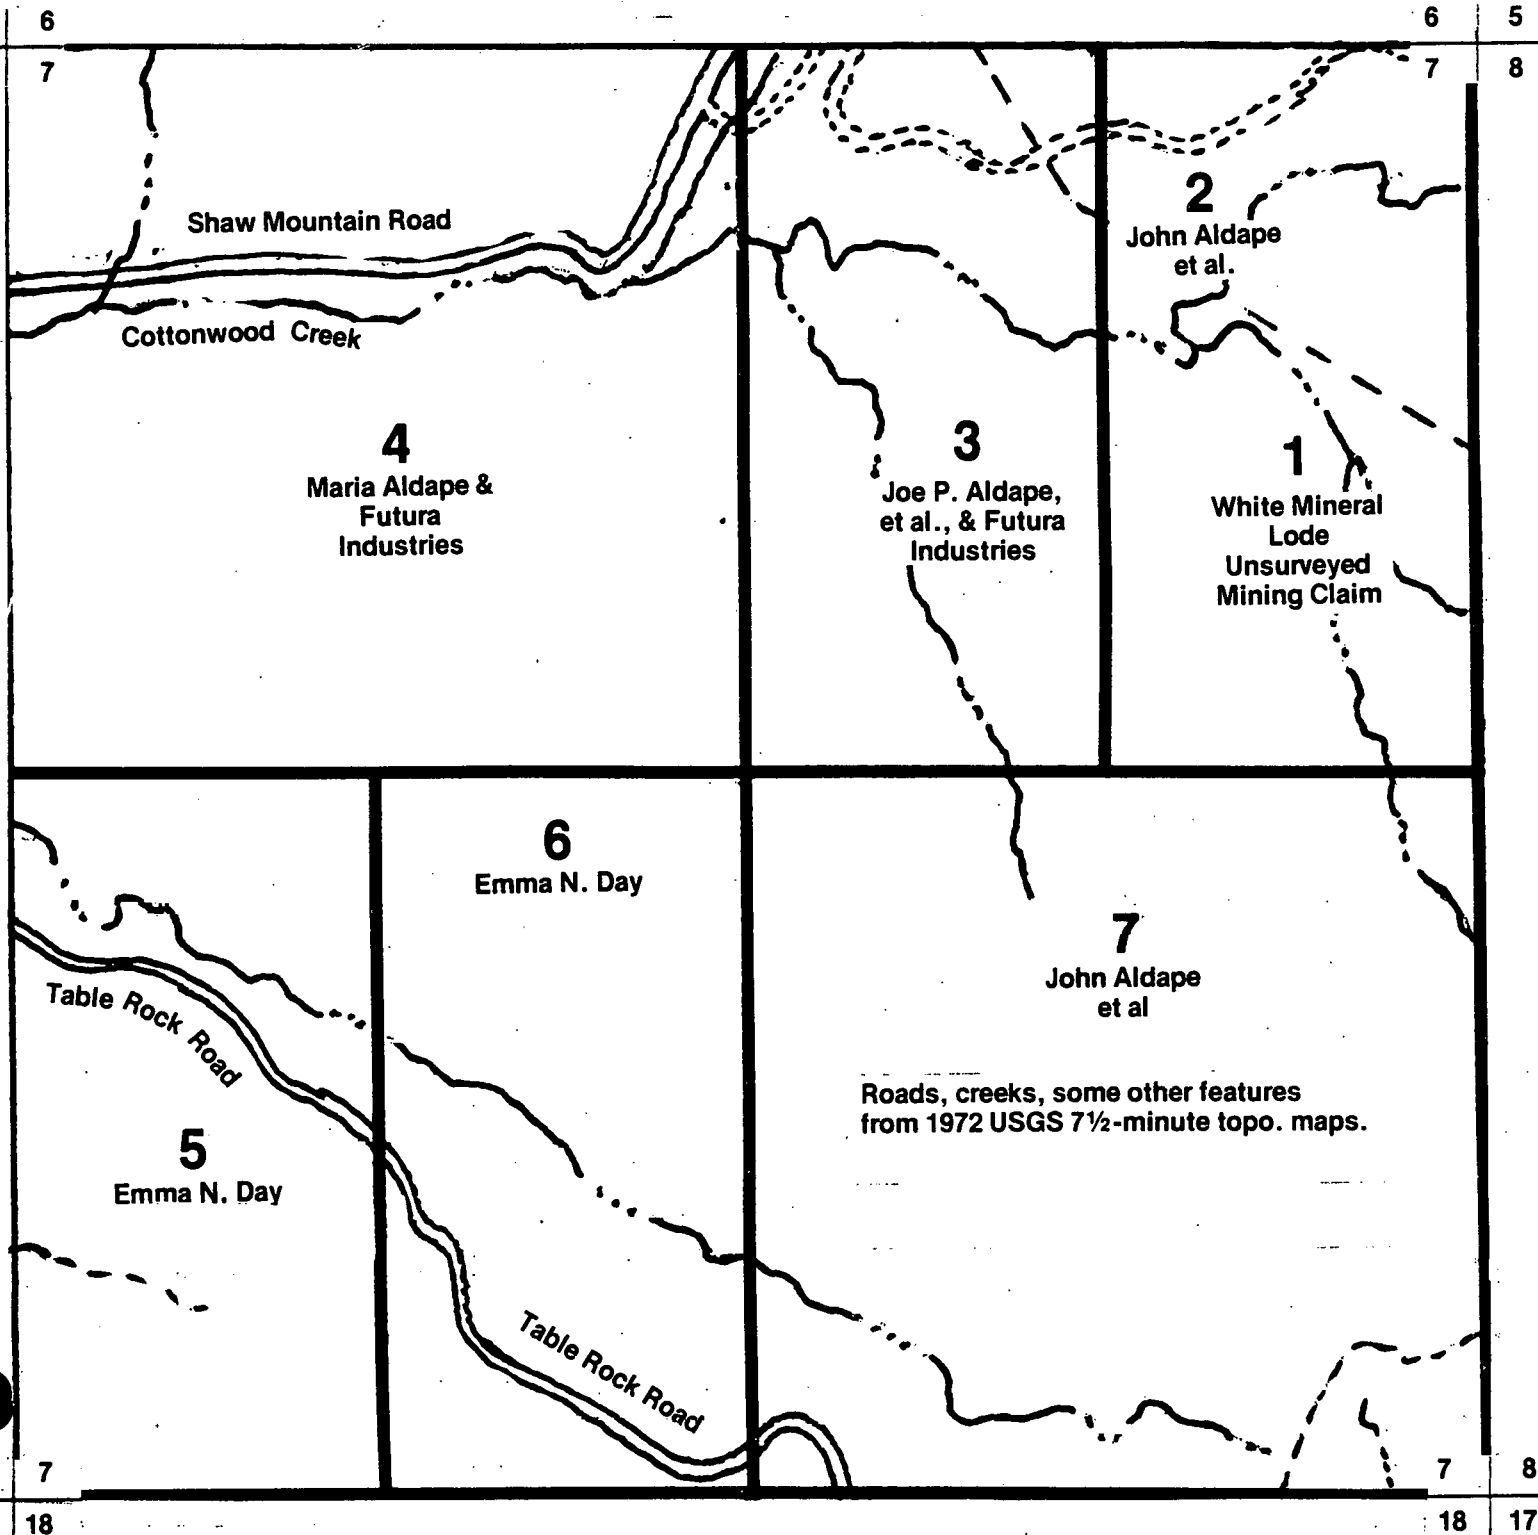 6
6 5
7
7 8
Shaw Mountain Road
2
John Aldape
et al.
Cottonwood Creek
4
Maria Aldape &
Futura
Industries
3
Joe P. Aldape,
et al., & Futura
Industries
1
White Mineral
Lode
Unsurveyed
Mining Claim
6
Emma N. Day
7
John Aldape
et al
Table Rock Road
Roads, creeks, some other features
from 1972 USGS 7½-minute topo. maps.
5
Emma N. Day
Table Rock Road
7
7 8
18
18 17